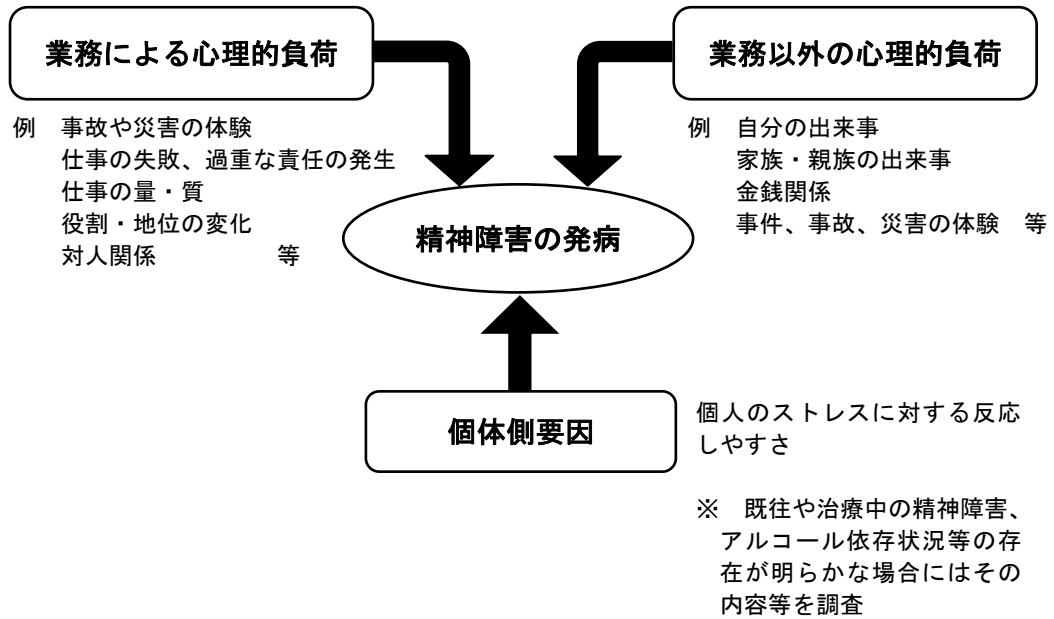 業務による心理的負荷
例　事故や災害の体験
仕事の失敗、過重な責任の発生
仕事の量・質
役割・地位の変化
対人関係　　　　等
業務以外の心理的負荷
例　自分の出来事
家族・親族の出来事
金銭関係
事件、事故、災害の体験　等
精神障害の発病
個体側要因
個人のストレスに対する反応
しやすさ
※　既往や治療中の精神障害、
アルコール依存状況等の存
在が明らかな場合にはその
内容等を調査